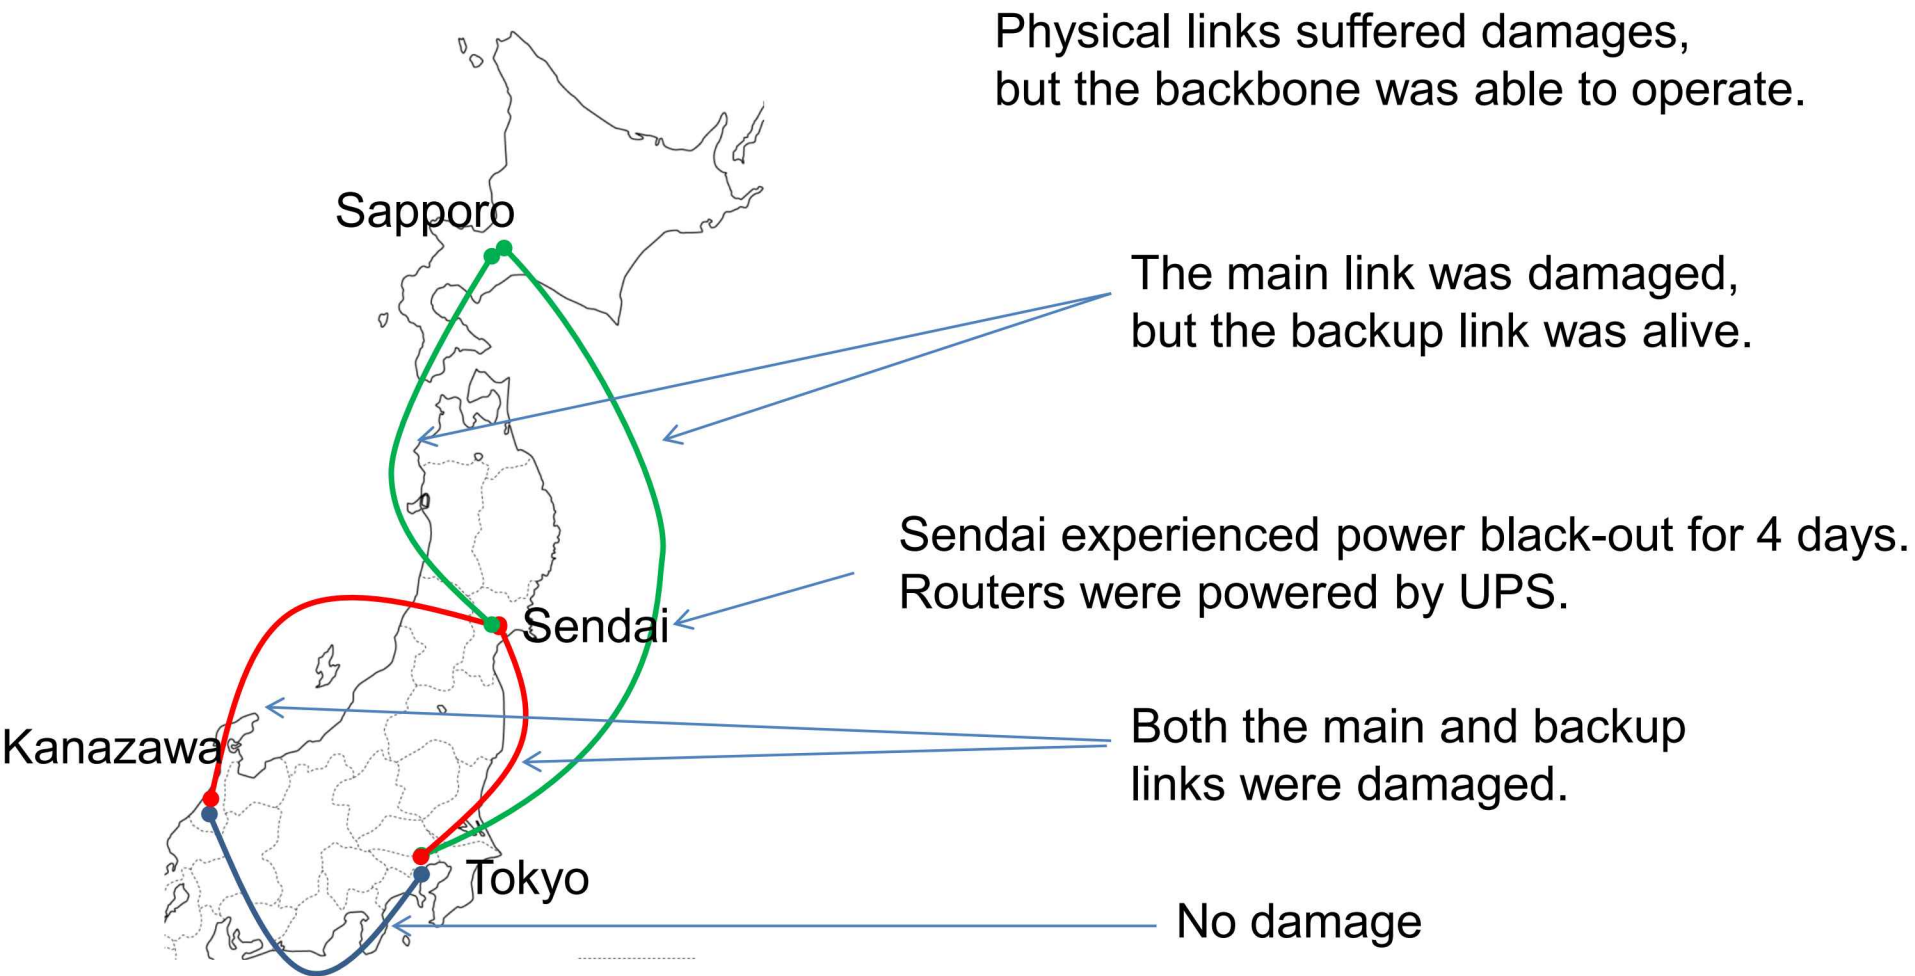 Physical links suffered damages,
but the backbone was able to operate.
Sapporo
The main link was damaged,
but the backup link was alive.
Sendai experienced power black-out for 4 days.
Routers were powered by UPS.
Sendai
Both the main and backup
links were damaged.
Kanazawa
Tokyo
No damage